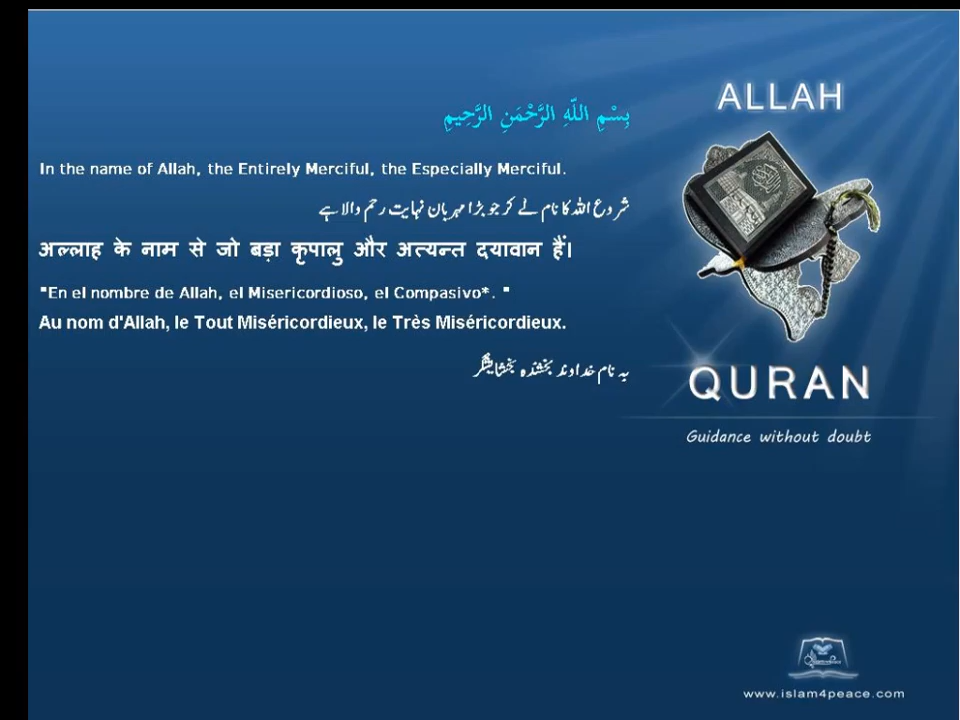 بِسْمِ اللّهِ الرَّحْمَنِ الرَّحِيمِ
In the name of Allah, the Entirely Merciful, the Especially Merciful.
شروع الله کا نام لے کر جو بڑا مہربان نہایت رحم والا ہے
अल्लाह के नाम से जो बड़ा कृपालु और अत्यन्त दयावान हैं।
"En el nombre de Allah, el Misericordioso, el Compasivo*. "
Au nom d'Allah, le Tout Miséricordieux, le Très Miséricordieux.
به نام خداوند بخشنده بخشایشگر
ALLAH
QURAN
Guidance without doubt
www.islam4peace.com